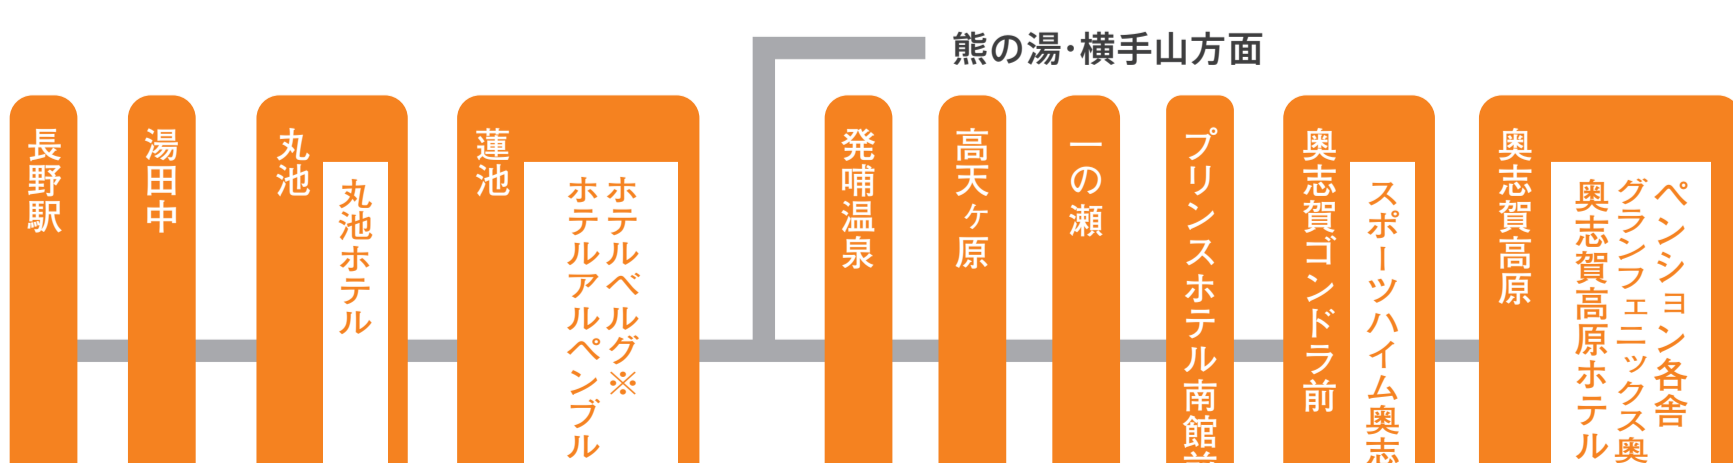 熊の湯・横手山方面
長野駅
湯田中
丸池
丸池ホテル
蓮池
ホテルベルグ※
ホテルアルペンブル
発哺温泉
高天ヶ原
一の瀬
プリンスホテル南館前
奥志賀ゴンドラ前
スポーツハイム奥志
奥志賀高原
ペンション各舎
グランフェニックス奥
奥志賀高原ホテル